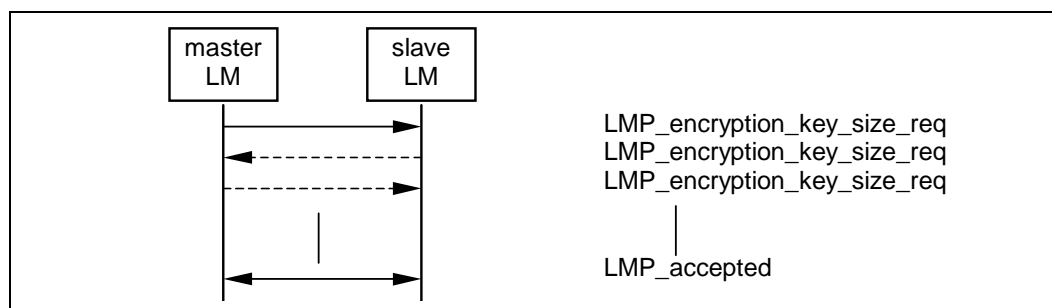 master
LM
slave
LM
LMP_encryption_key_size_req
LMP_encryption_key_size_req
LMP_encryption_key_size_req
LMP_accepted